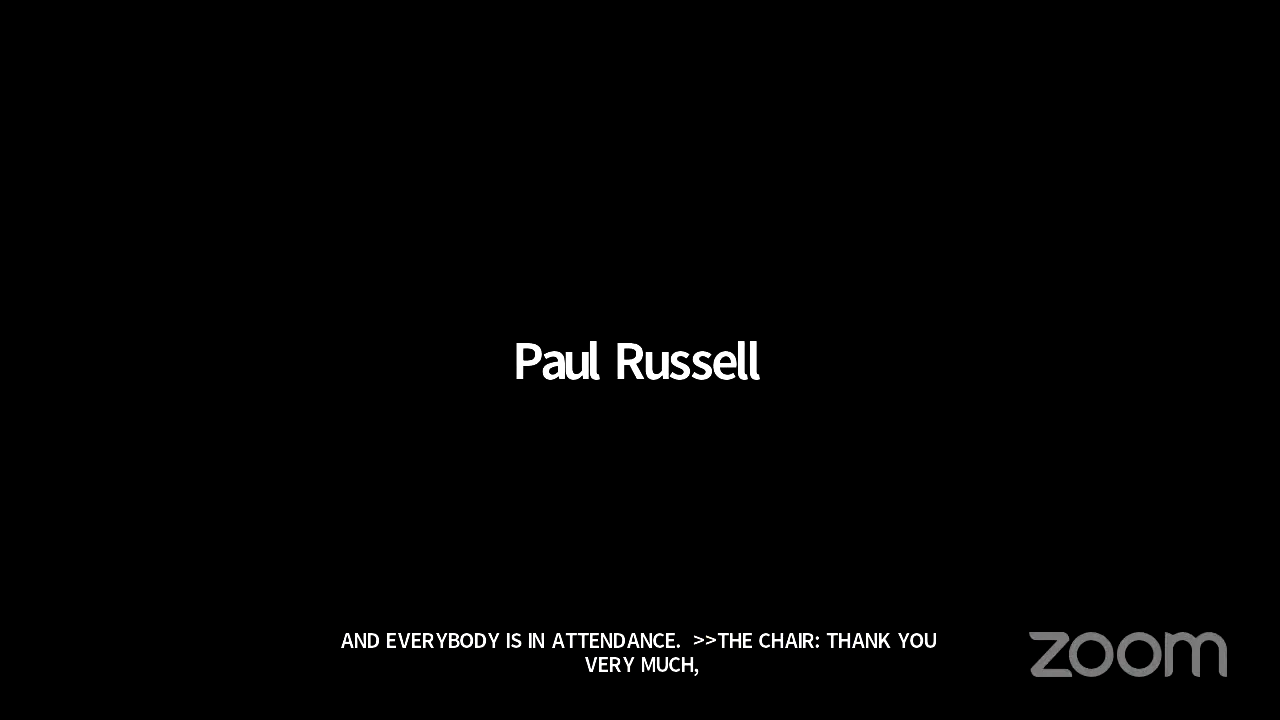 Paul Russell
AND EVERYBODY IS IN ATTENDANCE.  >>THE CHAIR: THANK YOU
VERY MUCH,
zoom